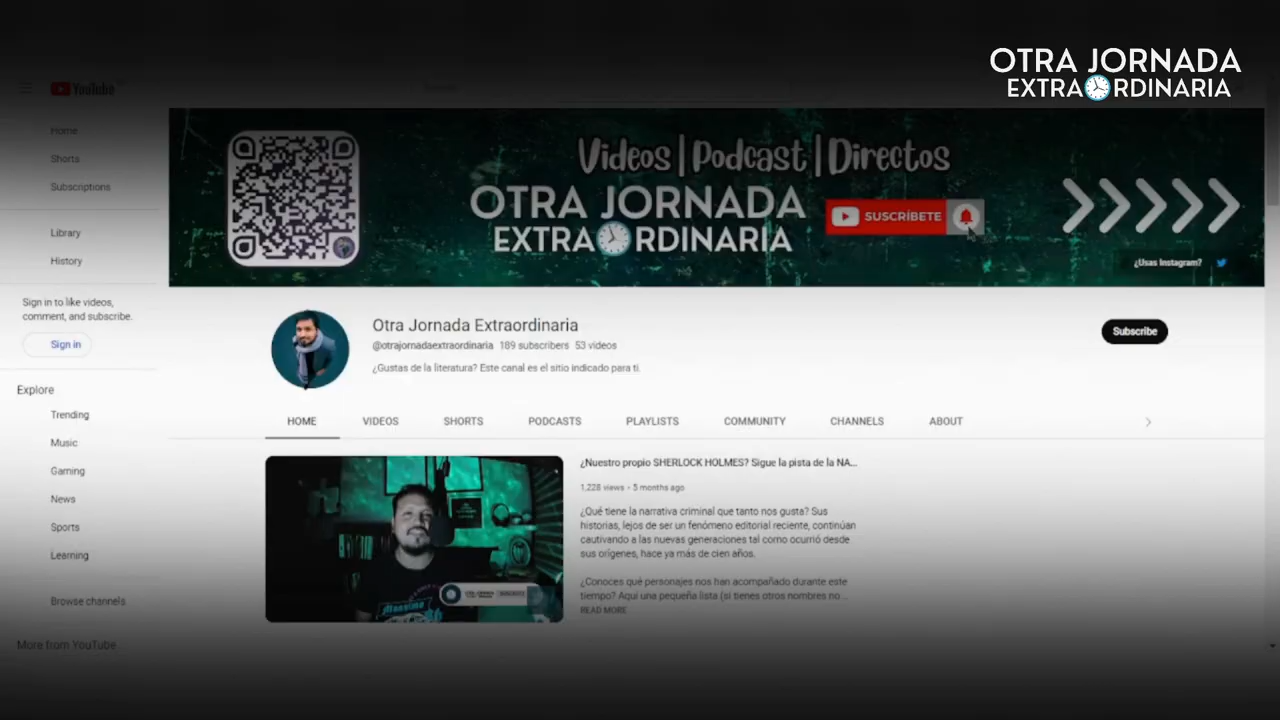 OTRA JORNADA
EXTRAORDINARIA
YouTube
Home
Shorts
Subscriptions
Library
History
Sign in to like videos,
comment, and subscribe.
Sign in
Explore
Trending
Music
Gaming
News
Sports
Learning
Browse channels
More from YouTube
Videos | Podcast | Directos
OTRA JORNADA
EXTRAORDINARIA
SUSCRÍBETE
¿Usas Instagram?
Otra Jornada Extraordinaria
@otrajornadaextraordinaria 189 subscribers 53 videos
¿Gustas de la literatura? Este canal es el sitio indicado para ti.
Subscribe
HOME VIDEOS SHORTS PODCASTS PLAYLISTS COMMUNITY CHANNELS ABOUT
¿Nuestro propio SHERLOCK HOLMES? Sigue la pista de la NA...
1,228 views • 5 months ago
¿Qué tiene la narrativa criminal que tanto nos gusta? Sus
historias, lejos de ser un fenómeno editorial reciente, continúan
cautivando a las nuevas generaciones tal como ocurrió desde
sus orígenes, hace ya más de cien años.
¿Conoces qué personajes nos han acompañado durante este
tiempo? Aquí una pequeña lista (si tienes otros nombres no...
READ MORE